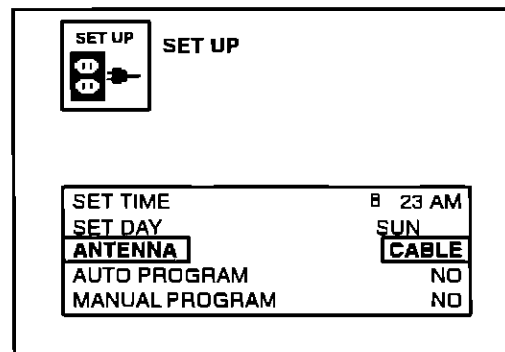 SET UP
SET UP
SET TIME 8 23 AM
SET DAY SUN
ANTENNA CABLE
AUTO PROGRAM NO
MANUAL PROGRAM NO